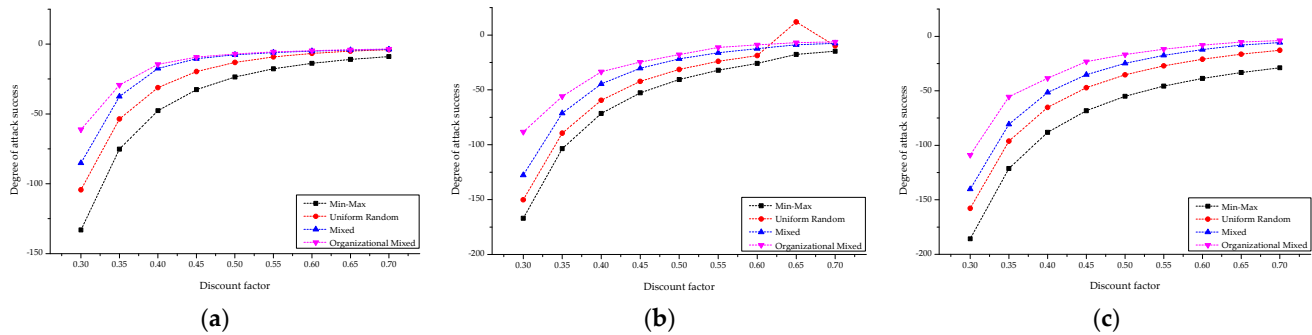 0
-50
-100
-150
Degree of attack success
0.30 0.35 0.40 0.45 0.50 0.55 0.60 0.65 0.70
Discount factor
Min-Max
Uniform Random
Mixed
Organizational Mixed
(a)
0
-50
-100
-150
-200
Degree of attack success
0.30 0.35 0.40 0.45 0.50 0.55 0.60 0.65 0.70
Discount factor
Min-Max
Uniform Random
Mixed
Organizational Mixed
(b)
0
-50
-100
-150
-200
Degree of attack success
0.30 0.35 0.40 0.45 0.50 0.55 0.60 0.65 0.70
Discount factor
Min-Max
Uniform Random
Mixed
Organizational Mixed
(c)